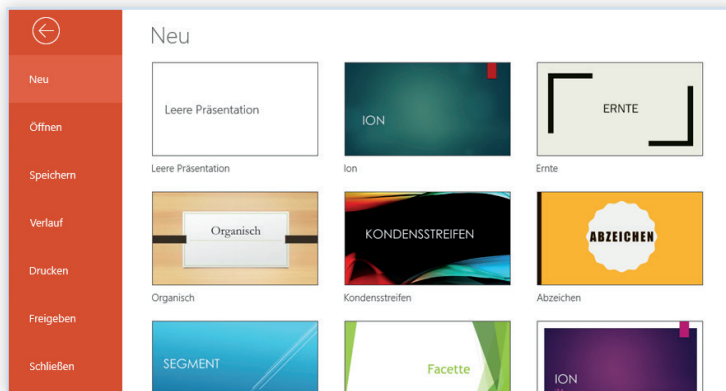 Neu
Neu
Öffnen
Speichern
Verlauf
Drucken
Freigeben
Schließen
Leere Präsentation
ION
ERNTE
Leere Präsentation
Ion
Ernte
Organisch
KONDENSSTREIFEN
ABZEICHEN
Organisch
Kondensstreifen
Abzeichen
SEGMENT
Facette
ION